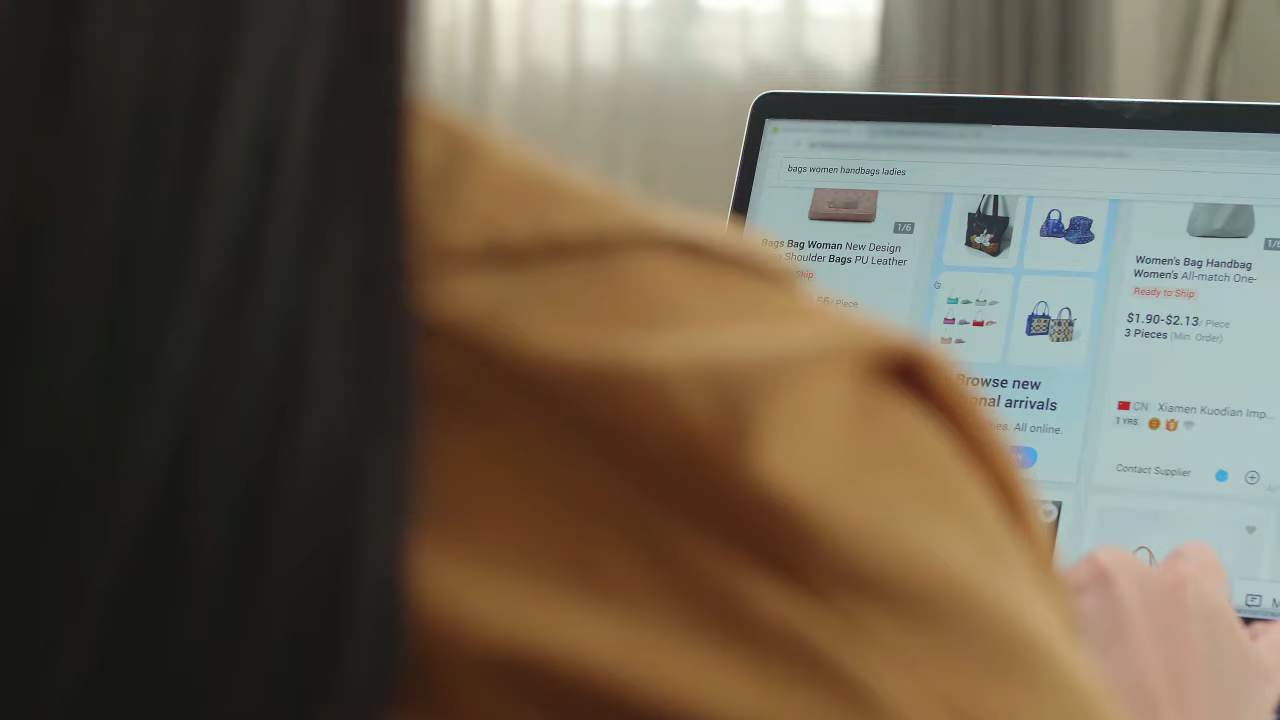 bags women handbags ladies
1/6
Bags Bag Woman New Design
Shoulder Bags PU Leather
Ship
/ Piece
Browse new
arrivals
All online.
Women's Bag Handbag
Women's All-match One-
Ready to Ship
$1.90-$2.13/ Piece
3 Pieces (Min. Order)
CN Xiamen Kuodian Imp...
1 YRS
Contact Supplier